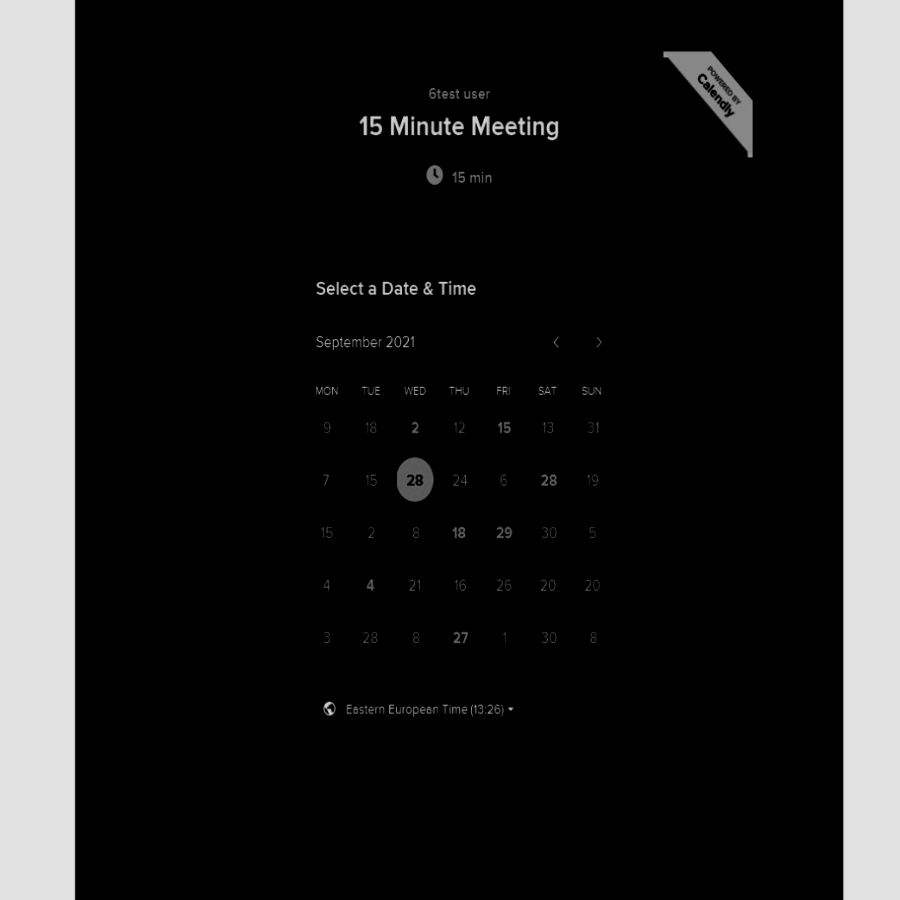 POWERED BY
Calendly
6test user
15 Minute Meeting
15 min
Select a Date & Time
September 2021
MON TUE WED THU FRI SAT SUN
9 18 2 12 15 13 31
7 15 28 24 6 28 19
15 2 8 18 29 30 5
4 4 21 16 26 20 20
3 28 8 27 1 30 8
Eastern European Time (13:26)